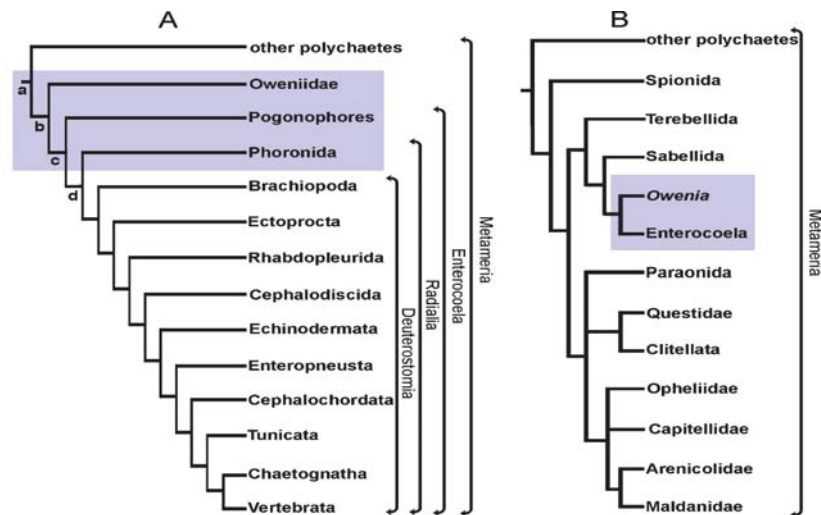 A
other polychaetes
a
Oweniidae
b
Pogonophores
c
Phoronida
d
Brachiopoda
Ectoprocta
Rhabdopleurida
Cephalodiscida
Echinodermata
Enteropneusta
Cephalochordata
Tunicata
Chaetognatha
Vertebrata
Deuterostomia
Radialia
Enterocoela
Metameria
B
other polychaetes
Spionida
Terebellida
Sabellida
Owenia
Enterocoela
Paraonida
Questidae
Clitellata
Opheliidae
Capitellidae
Arenicolidae
Maldanidae
Metameria